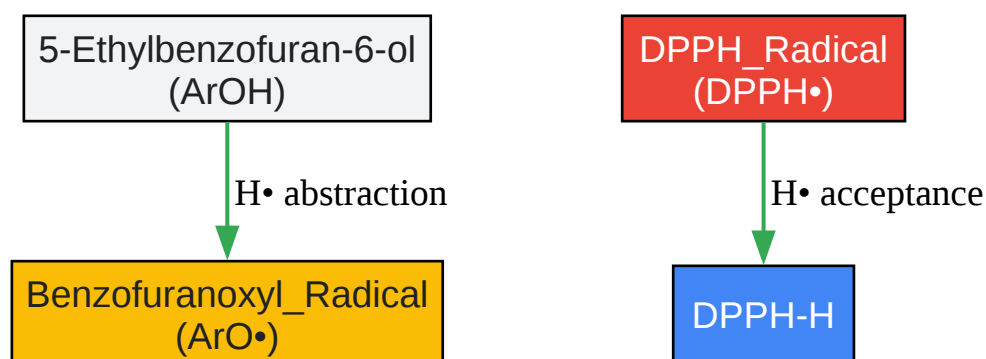 5-Ethylbenzofuran-6-ol
(ArOH)
DPPH_Radical
(DPPH•)
H• abstraction
H• acceptance
Benzofuranoxyl_Radical
(ArO•)
DPPH-H